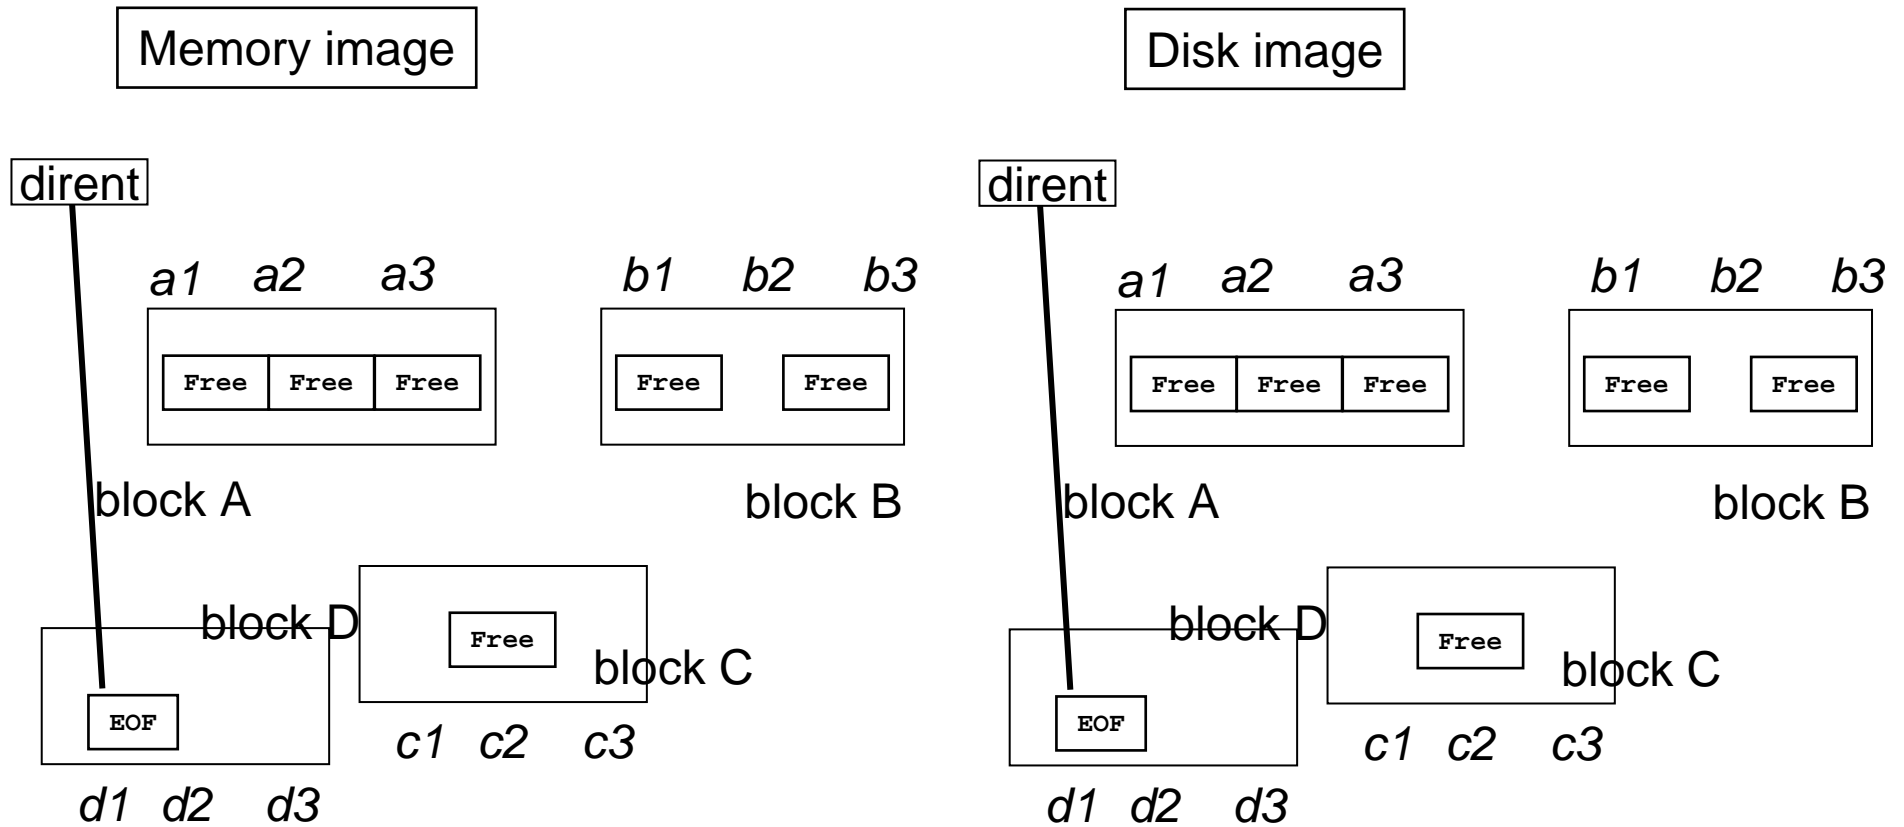 Memory image
Disk image
dirent
dirent
a1 a2 a3 b1 b2 b3
a1 a2 a3 b1 b2 b3
Free Free Free Free Free
Free Free Free Free Free
block A block B
block A block B
block D
Free
block C
block D
Free
block C
EOF
c1 c2 c3
EOF
c1 c2 c3
d1 d2 d3
d1 d2 d3